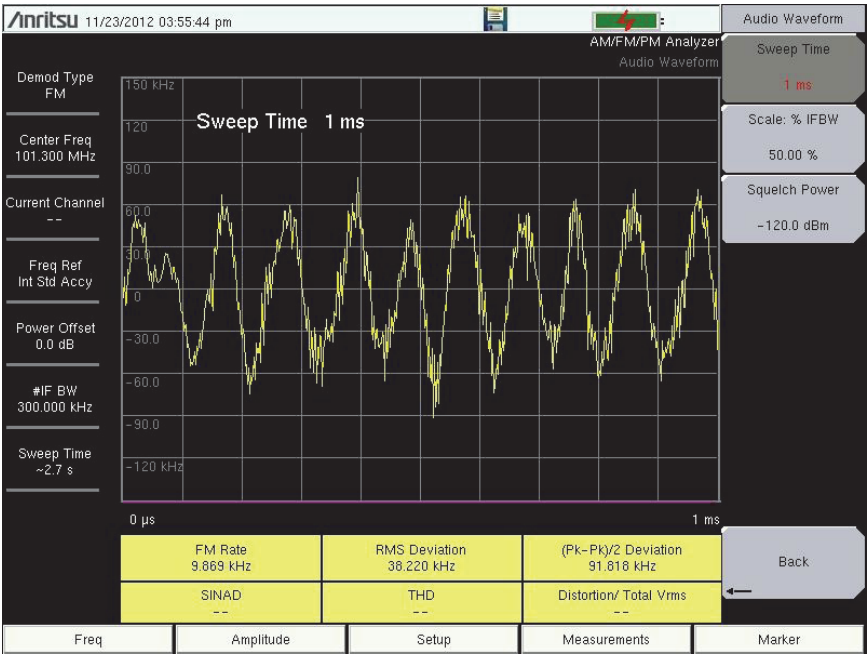 Anritsu 11/23/2012 03:55:44 pm
Audio Waveform
AM/FM/PM Analyzer
Audio Waveform
Demod Type
FM
Center Freq
101.300 MHz
Current Channel
--
Freq Ref
Int Std Accy
Power Offset
0.0 dB
#IF BW
300.000 kHz
Sweep Time
~2.7 s
150 kHz
120
90.0
60.0
30.0
0
-30.0
-60.0
-90.0
-120 kHz
Sweep Time 1 ms
0 µs
1 ms
FM Rate
9.869 kHz
RMS Deviation
38.220 kHz
(Pk-Pk)/2 Deviation
91.818 kHz
SINAD
--
THD
--
Distortion/ Total Vrms
--
Sweep Time
1 ms
Scale: % IFBW
50.00 %
Squelch Power
-120.0 dBm
Back
Freq
Amplitude
Setup
Measurements
Marker